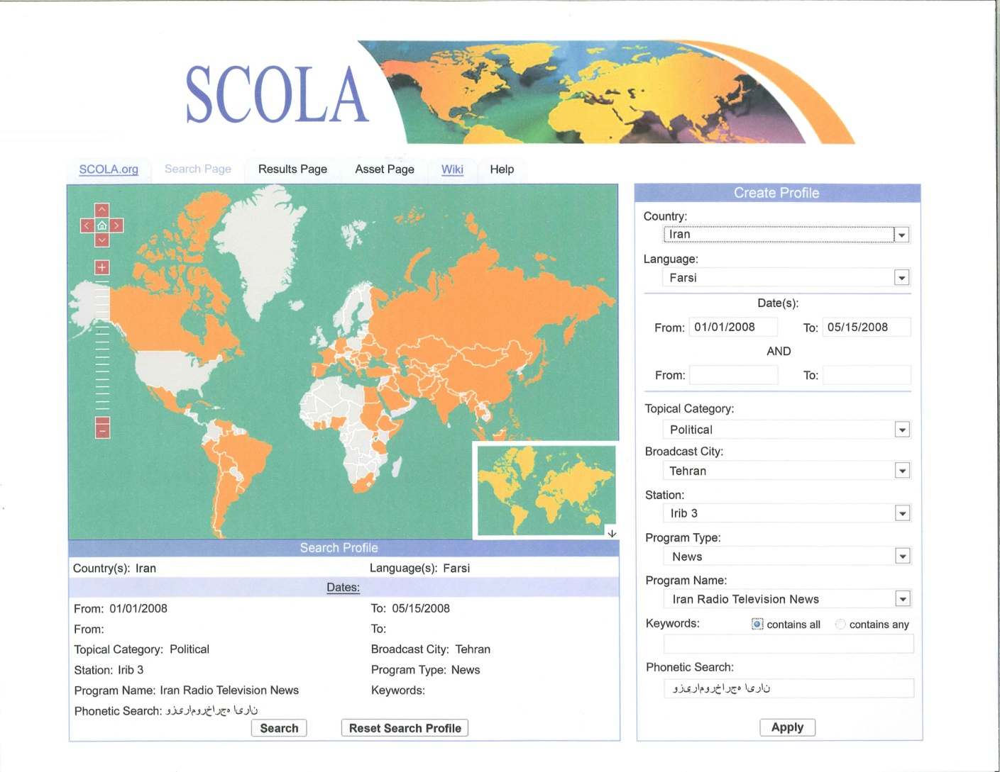 SCOLA
SCOLA.org Search Page Results Page Asset Page Wiki Help
Create Profile
Country:
Iran
Language:
Farsi
Date(s):
From: 01/01/2008 To: 05/15/2008
AND
From: To:
Topical Category:
Political
Broadcast City:
Tehran
Station:
Irib 3
Program Type:
News
Program Name:
Iran Radio Television News
Keywords: contains all contains any
Phonetic Search:
وزیرامورخارجه ایران
Apply
Search Profile
Country(s): Iran Language(s): Farsi
Dates:
From: 01/01/2008 To: 05/15/2008
From: To:
Topical Category: Political Broadcast City: Tehran
Station: Irib 3 Program Type: News
Program Name: Iran Radio Television News Keywords:
Phonetic Search: وزیرامورخارجه ایران
Search Reset Search Profile